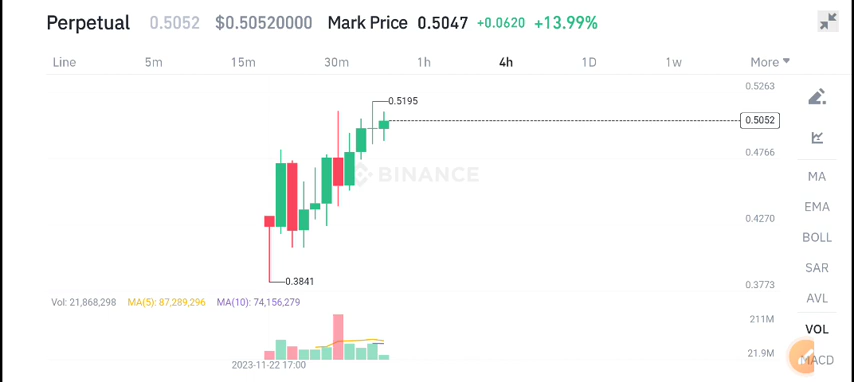 Perpetual 0.5052 $0.50520000 Mark Price 0.5047 +0.0620 +13.99%
Line 5m 15m 30m 1h 4h 1D 1w More
0.5263
0.5195
0.5052
0.4766
BINANCE
0.4270
0.3841
0.3773
MA
EMA
BOLL
SAR
AVL
VOL
MACD
Vol: 21,868,298 MA(5): 87,289,296 MA(10): 74,156,279
211M
21.9M
2023-11-22 17:00